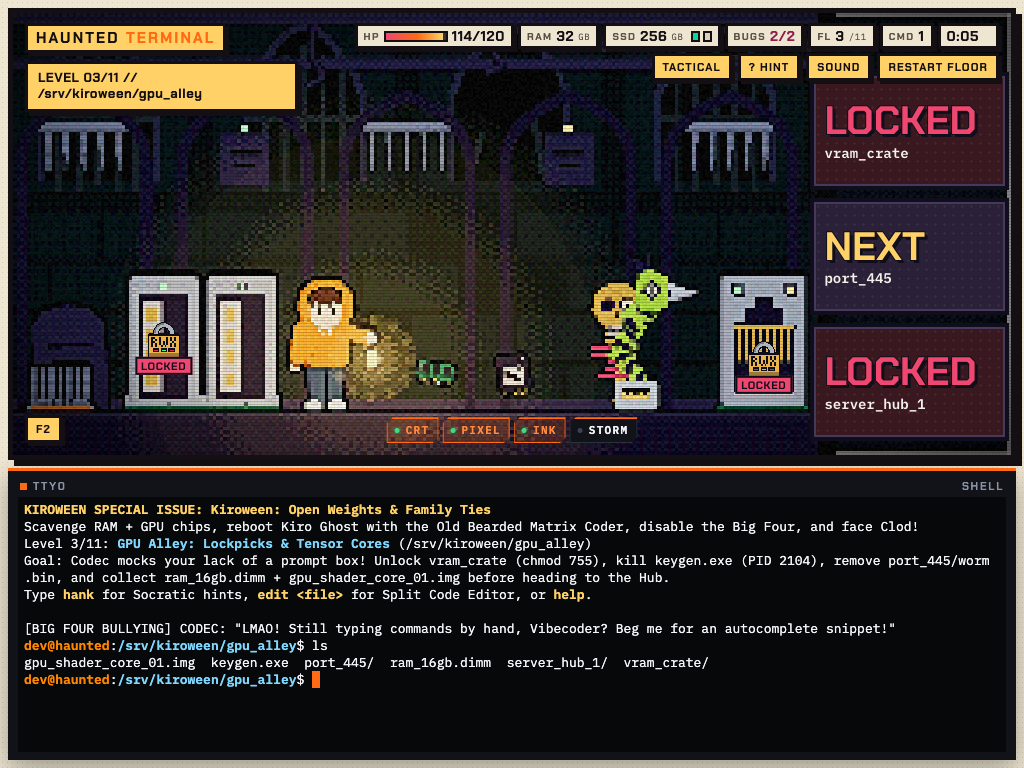 HAUNTED TERMINAL
HP 114/120
RAM 32 GB
SSD 256 GB
BUGS 2/2
FL 3 /11
CMD 1
0:05
TACTICAL
? HINT
SOUND
RESTART FLOOR
LEVEL 03/11 //
/srv/kiroween/gpu_alley
LOCKED
vram_crate
NEXT
port_445
LOCKED
server_hub_1
RWX
LOCKED
RWX
LOCKED
F2
CRT
PIXEL
INK
STORM
TTY0
SHELL
KIROWEEN SPECIAL ISSUE: Kiroween: Open Weights & Family Ties
Scavenge RAM + GPU chips, reboot Kiro Ghost with the Old Bearded Matrix Coder, disable the Big Four, and face Clod!
Level 3/11: GPU Alley: Lockpicks & Tensor Cores (/srv/kiroween/gpu_alley)
Goal: Codec mocks your lack of a prompt box! Unlock vram_crate (chmod 755), kill keygen.exe (PID 2104), remove port_445/worm
.bin, and collect ram_16gb.dimm + gpu_shader_core_01.img before heading to the Hub.
Type hank for Socratic hints, edit <file> for Split Code Editor, or help.
[BIG FOUR BULLYING] CODEC: "LMAO! Still typing commands by hand, Vibecoder? Beg me for an autocomplete snippet!"
dev@haunted:/srv/kiroween/gpu_alley$ ls
gpu_shader_core_01.img  keygen.exe  port_445/  ram_16gb.dimm  server_hub_1/  vram_crate/
dev@haunted:/srv/kiroween/gpu_alley$